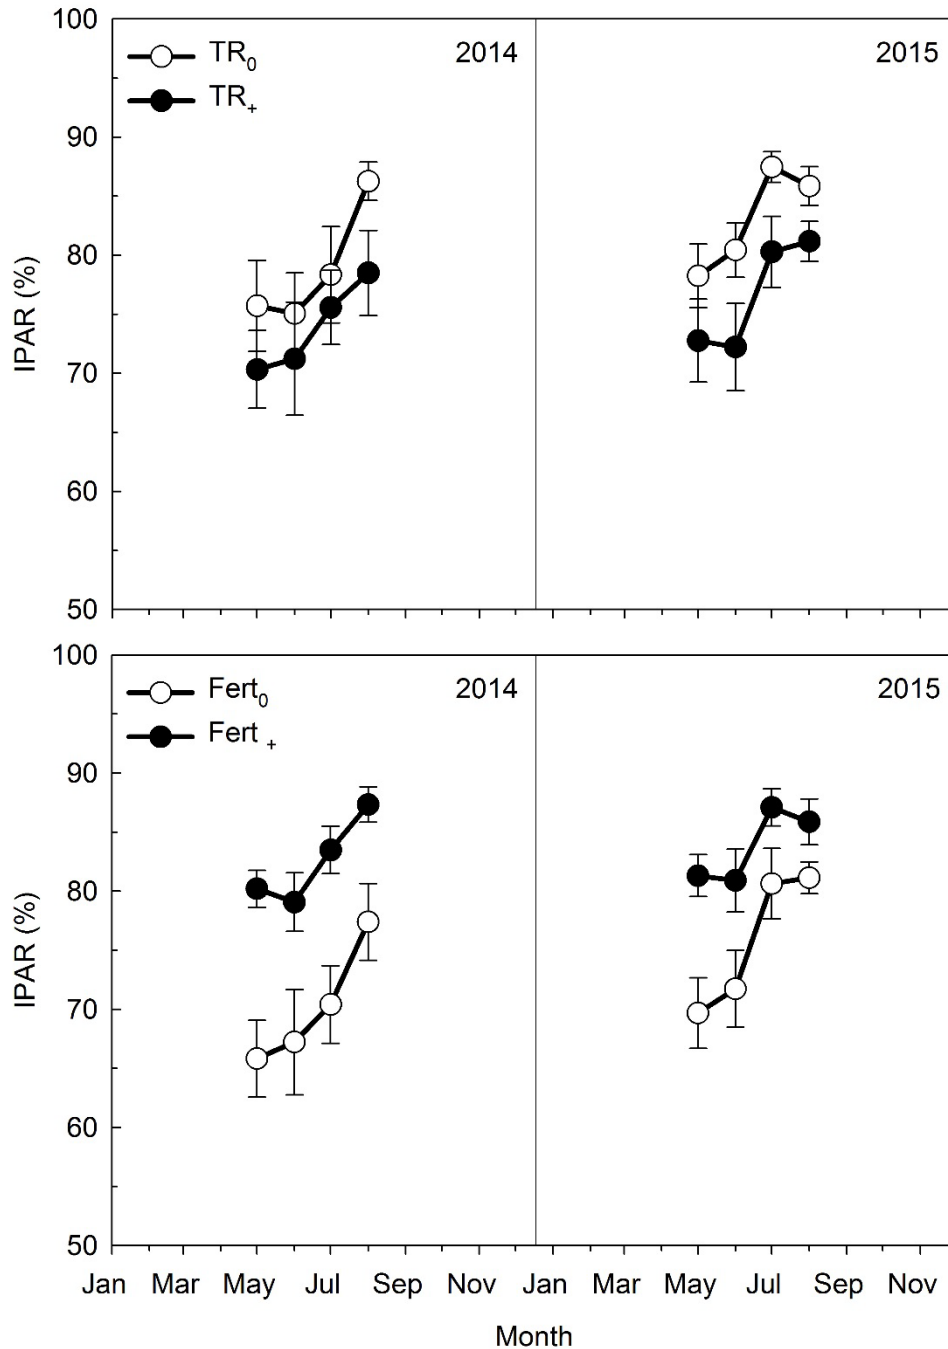 100
90
80
70
60
50
IPAR (%)
TR0
TR+
2014
2015
100
90
80
70
60
50
IPAR (%)
Fert0
Fert +
2014
2015
Jan Mar May Jul Sep Nov Jan Mar May Jul Sep Nov
Month